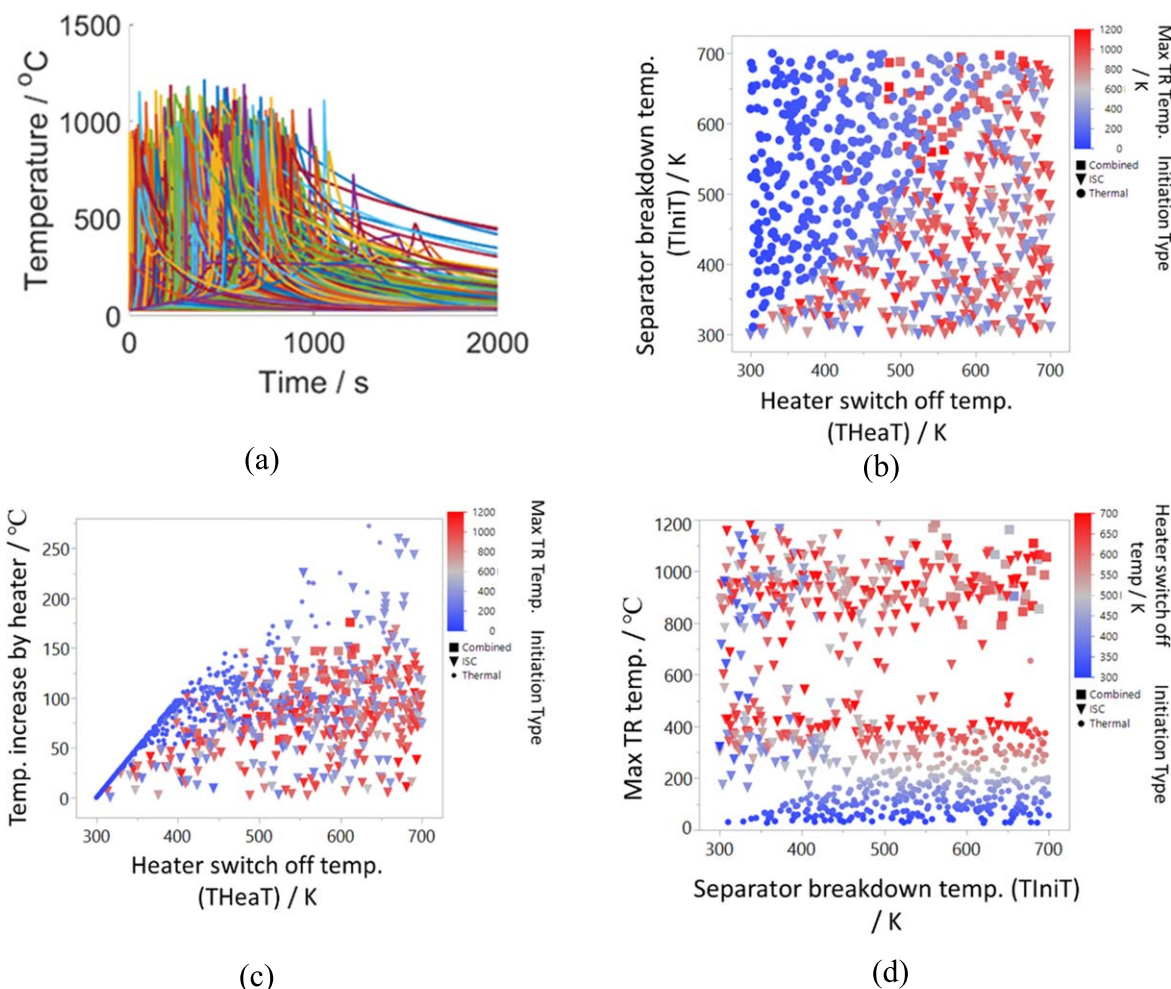 1500
1000
500
0
0
1000
2000
Temperature / °C
Time / s
(a)
700
600
500
400
300
300
400
500
600
700
Separator breakdown temp.
(TIniT) / K
Heater switch off temp.
(THeaT) / K
(b)
1200
1000
800
600
400
200
0
Max TR Temp.
/ K
Combined
ISC
Thermal
Initiation Type
250
200
150
100
50
0
300
400
500
600
700
Temp. increase by heater / °C
Heater switch off temp.
(THeaT) / K
(c)
1200
1000
800
600
400
200
0
Max TR Temp.
Combined
ISC
Thermal
Initiation Type
1200
1000
800
600
400
200
0
300
400
500
600
700
Max TR temp. / °C
Separator breakdown temp. (TIniT)
/ K
(d)
700
650
600
550
500
450
400
350
300
Heater switch off
temp / K
Combined
ISC
Thermal
Initiation Type